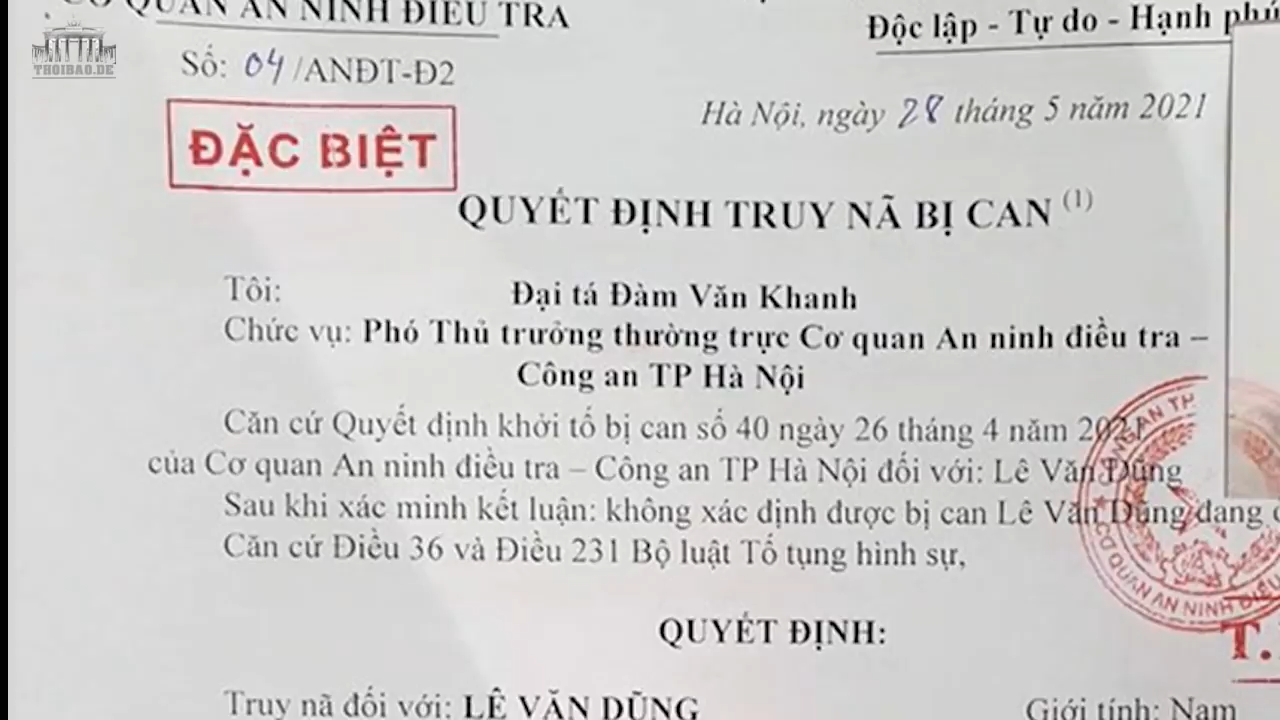 THOIBAO.DE
CƠ QUAN AN NINH ĐIỀU TRA
Độc lập - Tự do - Hạnh phú
Số: 04/ANĐT-Đ2
Hà Nội, ngày 28 tháng 5 năm 2021
ĐẶC BIỆT
QUYẾT ĐỊNH TRUY NÃ BỊ CAN (1)
Tôi: Đại tá Đàm Văn Khanh
Chức vụ: Phó Thủ trưởng thường trực Cơ quan An ninh điều tra –
Công an TP Hà Nội
Căn cứ Quyết định khởi tố bị can số 40 ngày 26 tháng 4 năm 2021
của Cơ quan An ninh điều tra – Công an TP Hà Nội đối với: Lê Văn Dũng
Sau khi xác minh kết luận: không xác định được bị can Lê Văn Dũng đang
Căn cứ Điều 36 và Điều 231 Bộ luật Tố tụng hình sự,
AN TH
CƠ QUAN AN NINH ĐIỀU
QUYẾT ĐỊNH:
T.
Truy nã đối với: LÊ VĂN DŨNG Giới tính: Nam